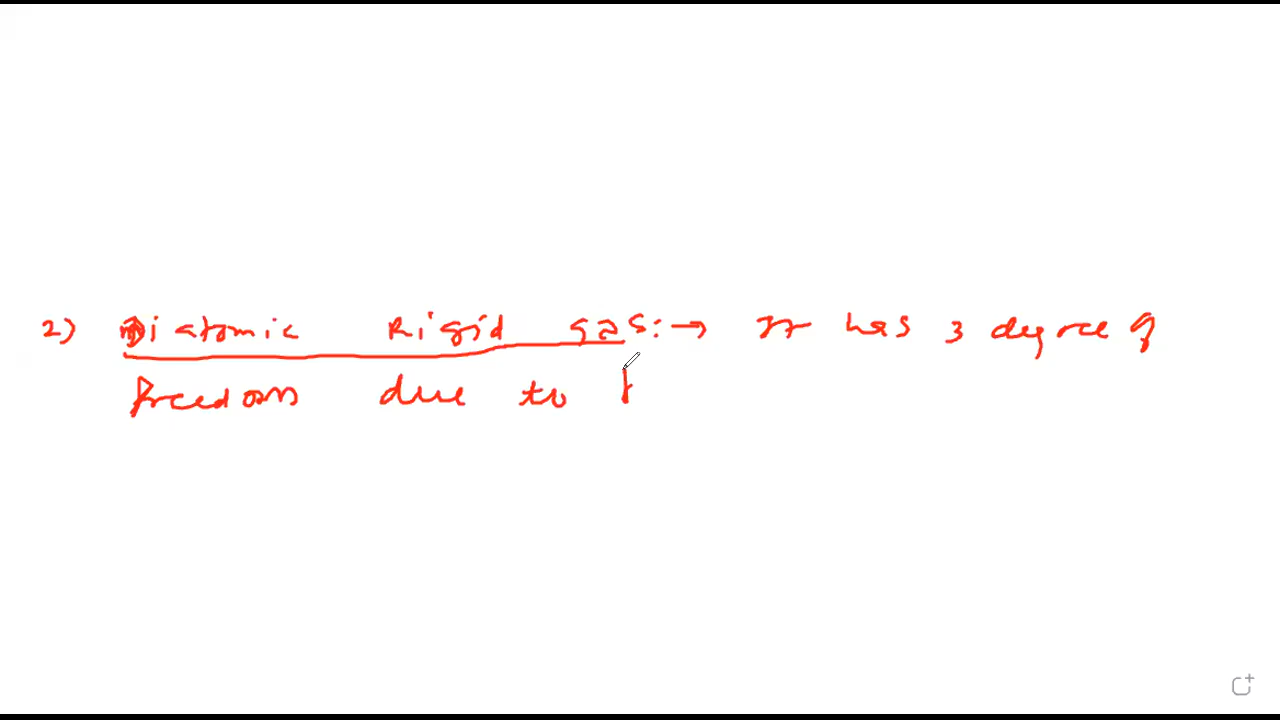 2) Diatomic Rigid gas :→ It has 3 degree of
freedom due to t